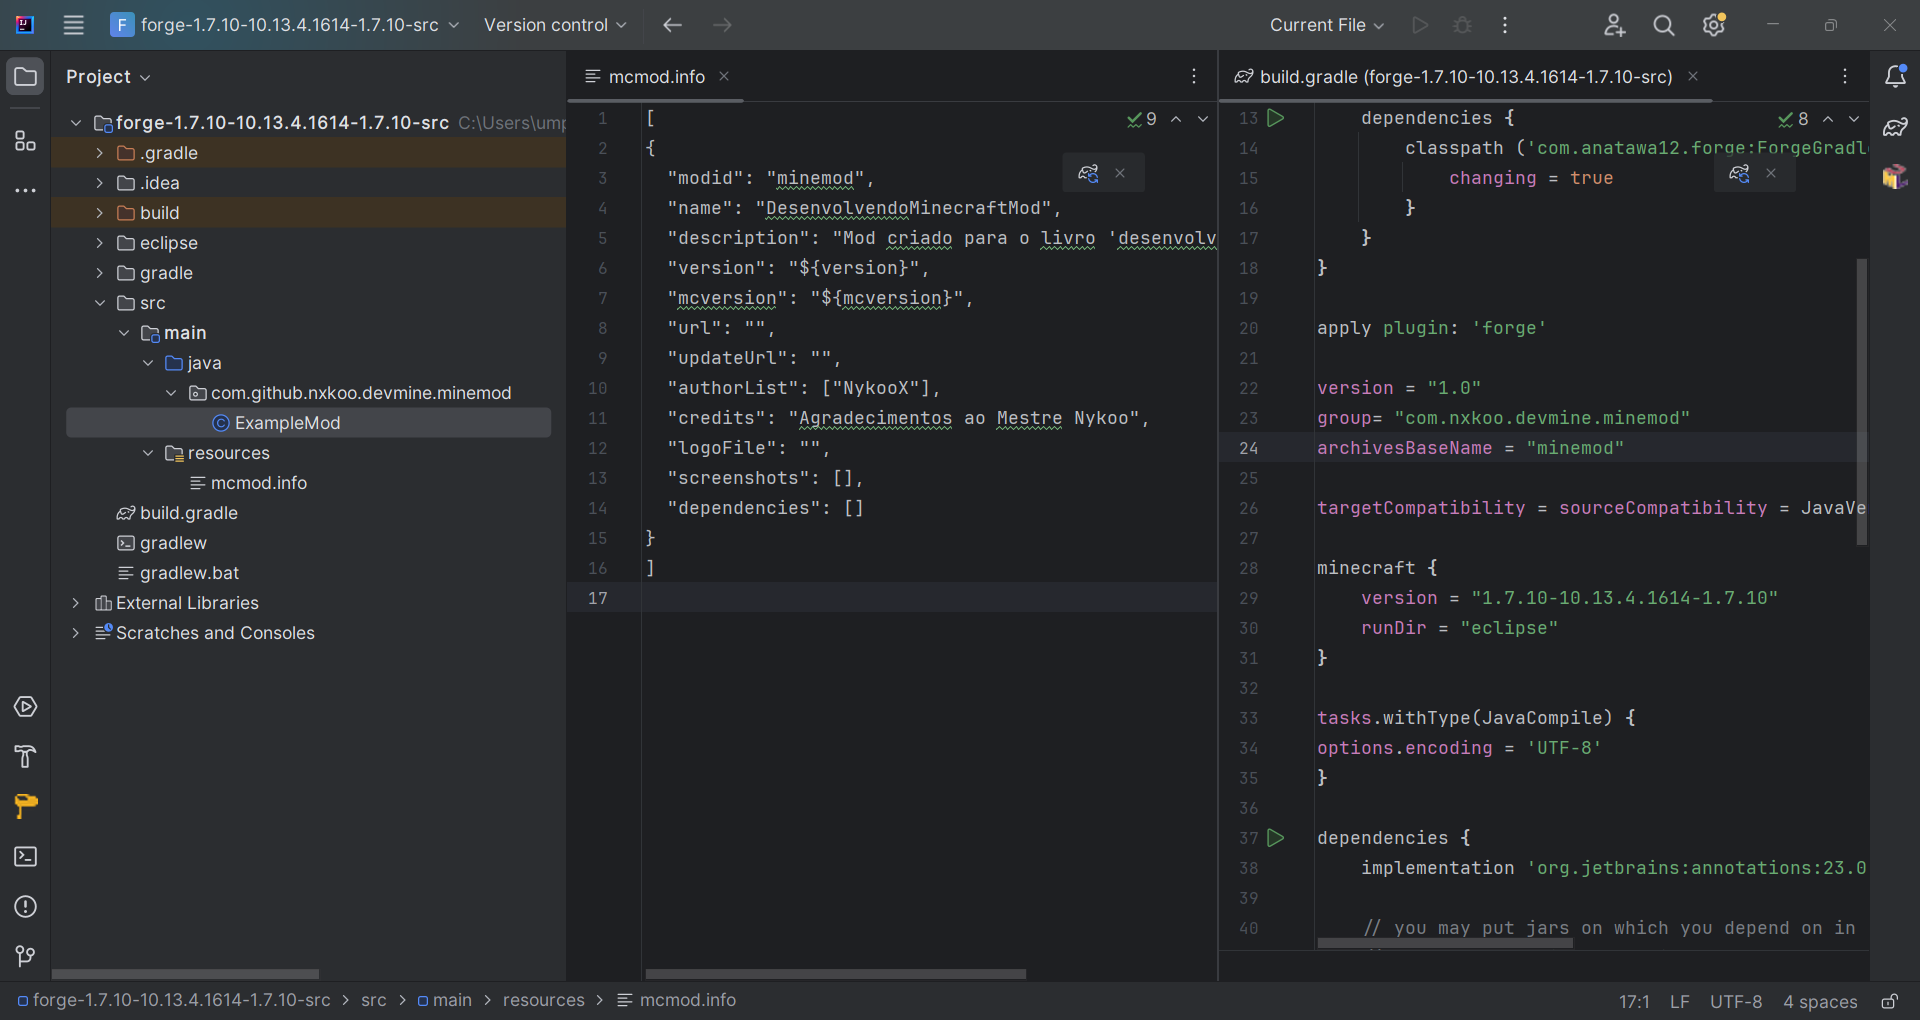 F forge-1.7.10-10.13.4.1614-1.7.10-src Version control Current File
Project
forge-1.7.10-10.13.4.1614-1.7.10-src C:\Users\ump
.gradle
.idea
build
eclipse
gradle
src
main
java
com.github.nxkoo.devmine.minemod
ExampleMod
resources
mcmod.info
build.gradle
gradlew
gradlew.bat
External Libraries
Scratches and Consoles
mcmod.info
9
1 [
2 {
3 "modid": "minemod",
4 "name": "DesenvolvendoMinecraftMod",
5 "description": "Mod criado para o livro 'desenvolv
6 "version": "${version}",
7 "mcversion": "${mcversion}",
8 "url": "",
9 "updateUrl": "",
10 "authorList": ["NykooX"],
11 "credits": "Agradecimentos ao Mestre Nykoo",
12 "logoFile": "",
13 "screenshots": [],
14 "dependencies": []
15 }
16 ]
17
build.gradle (forge-1.7.10-10.13.4.1614-1.7.10-src)
8
13 dependencies {
14 classpath ('com.anatawa12.forge:ForgeGradl
15 changing = true
16 }
17 }
18 }
19
20 apply plugin: 'forge'
21
22 version = "1.0"
23 group= "com.nxkoo.devmine.minemod"
24 archivesBaseName = "minemod"
25
26 targetCompatibility = sourceCompatibility = JavaVe
27
28 minecraft {
29 version = "1.7.10-10.13.4.1614-1.7.10"
30 runDir = "eclipse"
31 }
32
33 tasks.withType(JavaCompile) {
34 options.encoding = 'UTF-8'
35 }
36
37 dependencies {
38 implementation 'org.jetbrains:annotations:23.0
39
40 // you may put jars on which you depend on in
forge-1.7.10-10.13.4.1614-1.7.10-src > src > main > resources > mcmod.info
17:1 LF UTF-8 4 spaces